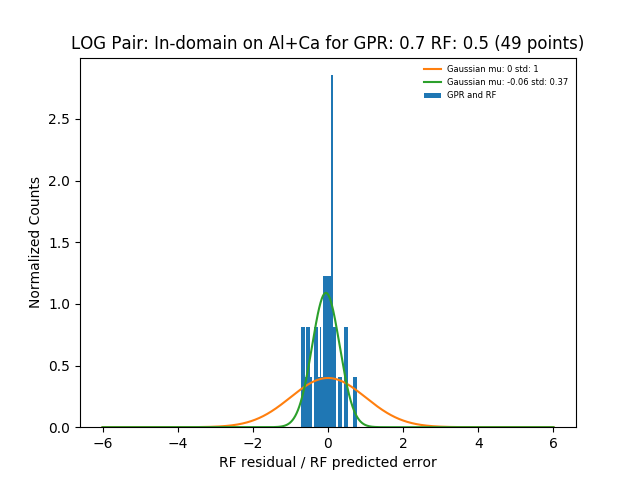 LOG Pair: In-domain on Al+Ca for GPR: 0.7 RF: 0.5 (49 points)
Gaussian mu: 0 std: 1
Gaussian mu: -0.06 std: 0.37
GPR and RF
Normalized Counts
2.5
2.0
1.5
1.0
0.5
0.0
−6 −4 −2 0 2 4 6
RF residual / RF predicted error